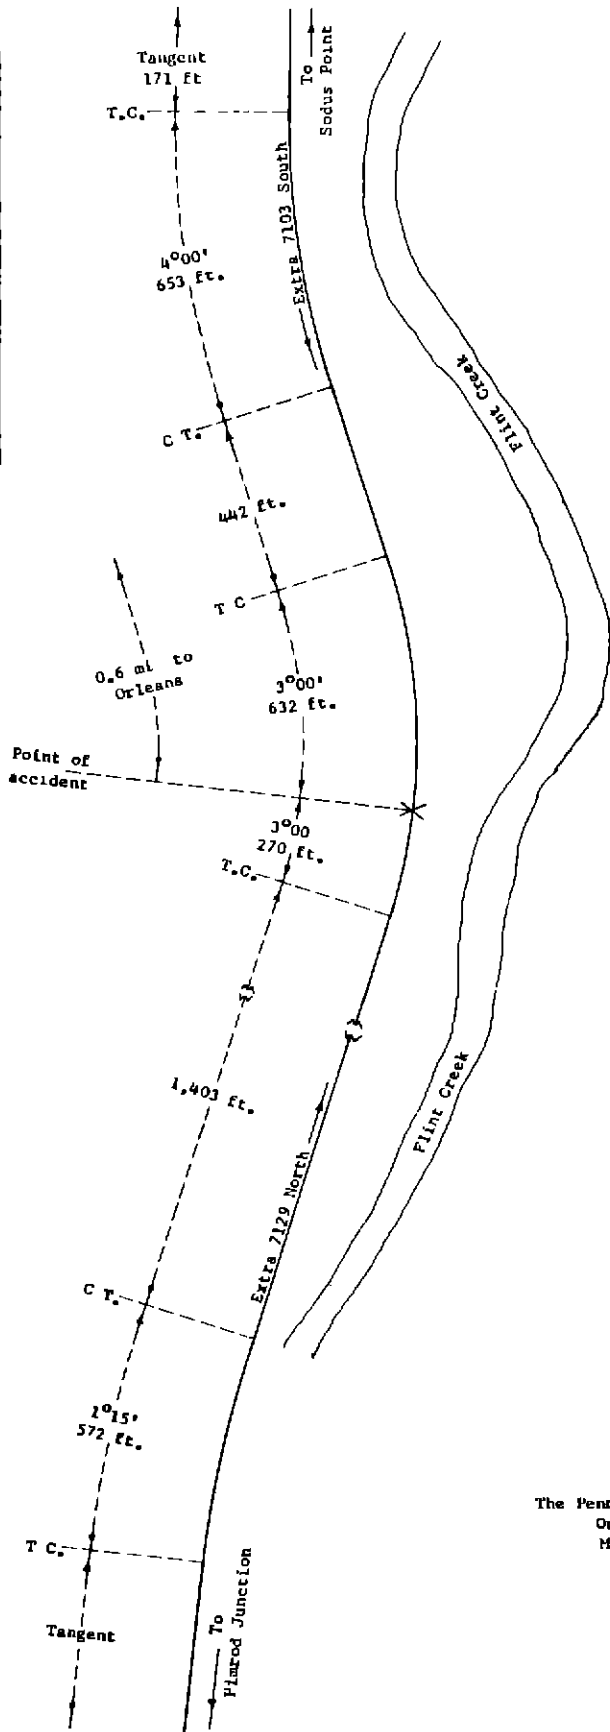 Tangent
171 ft
To
Sodus Point
T.C.
Extra 7103 South
4°00'
653 ft.
C T.
Flint Creek
442 ft.
T C
0.6 mi to
Orleans
3°00'
632 ft.
Point of
accident
3°00
270 ft.
T.C.
1,403 ft.
Flint Creek
Extra 7129 North
C T.
1°15'
572 ft.
T C.
To
Pimrod Junction
Tangent
The Penn
M